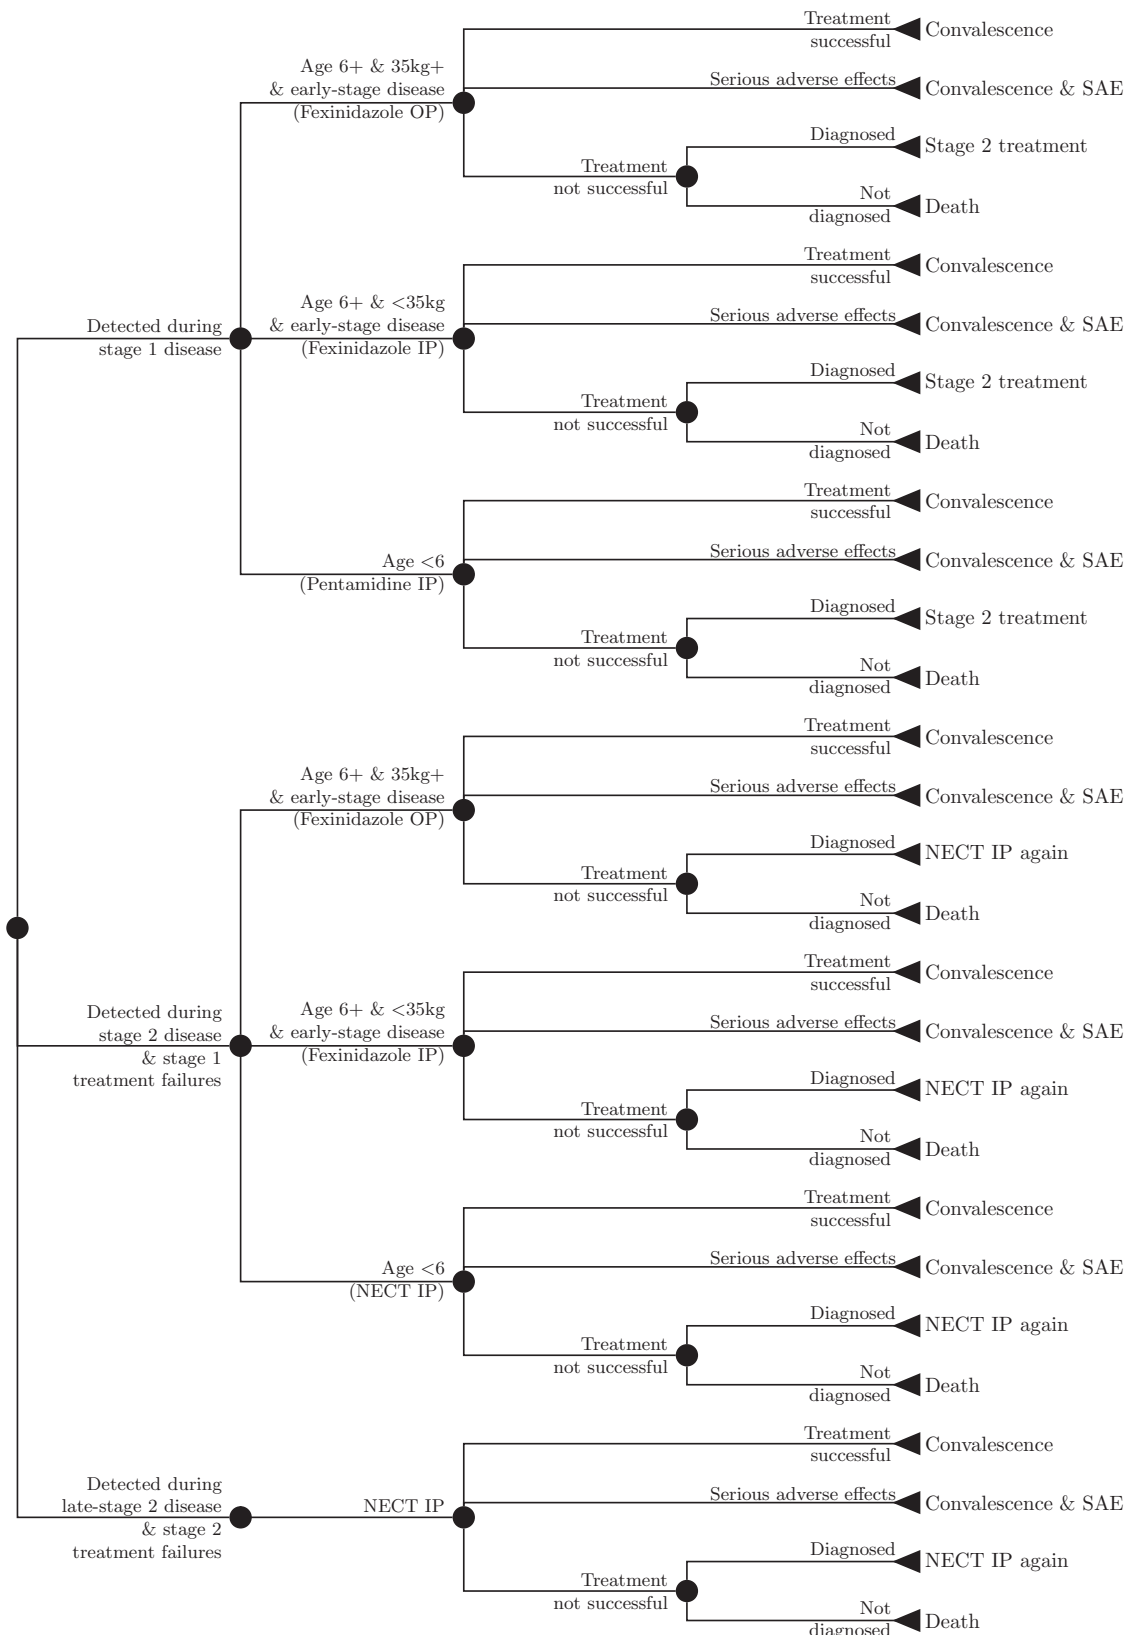 Treatment
successful
Convalescence
Age 6+ & 35kg+
& early-stage disease
(Fexinidazole OP)
Serious adverse effects
Convalescence & SAE
Diagnosed
Stage 2 treatment
Treatment
not successful
Not
diagnosed
Death
Detected during
stage 1 disease
Treatment
successful
Convalescence
Age 6+ & <35kg
& early-stage disease
(Fexinidazole IP)
Serious adverse effects
Convalescence & SAE
Diagnosed
Stage 2 treatment
Treatment
not successful
Not
diagnosed
Death
Treatment
successful
Convalescence
Age <6
(Pentamidine IP)
Serious adverse effects
Convalescence & SAE
Diagnosed
Stage 2 treatment
Treatment
not successful
Not
diagnosed
Death
Treatment
successful
Convalescence
Age 6+ & 35kg+
& early-stage disease
(Fexinidazole OP)
Serious adverse effects
Convalescence & SAE
Diagnosed
NECT IP again
Treatment
not successful
Not
diagnosed
Death
Detected during
stage 2 disease
& stage 1
treatment failures
Treatment
successful
Convalescence
Age 6+ & <35kg
& early-stage disease
(Fexinidazole IP)
Serious adverse effects
Convalescence & SAE
Diagnosed
NECT IP again
Treatment
not successful
Not
diagnosed
Death
Treatment
successful
Convalescence
Age <6
(NECT IP)
Serious adverse effects
Convalescence & SAE
Diagnosed
NECT IP again
Treatment
not successful
Not
diagnosed
Death
Detected during
late-stage 2 disease
& stage 2
treatment failures
NECT IP
Treatment
successful
Convalescence
Serious adverse effects
Convalescence & SAE
Diagnosed
NECT IP again
Treatment
not successful
Not
diagnosed
Death